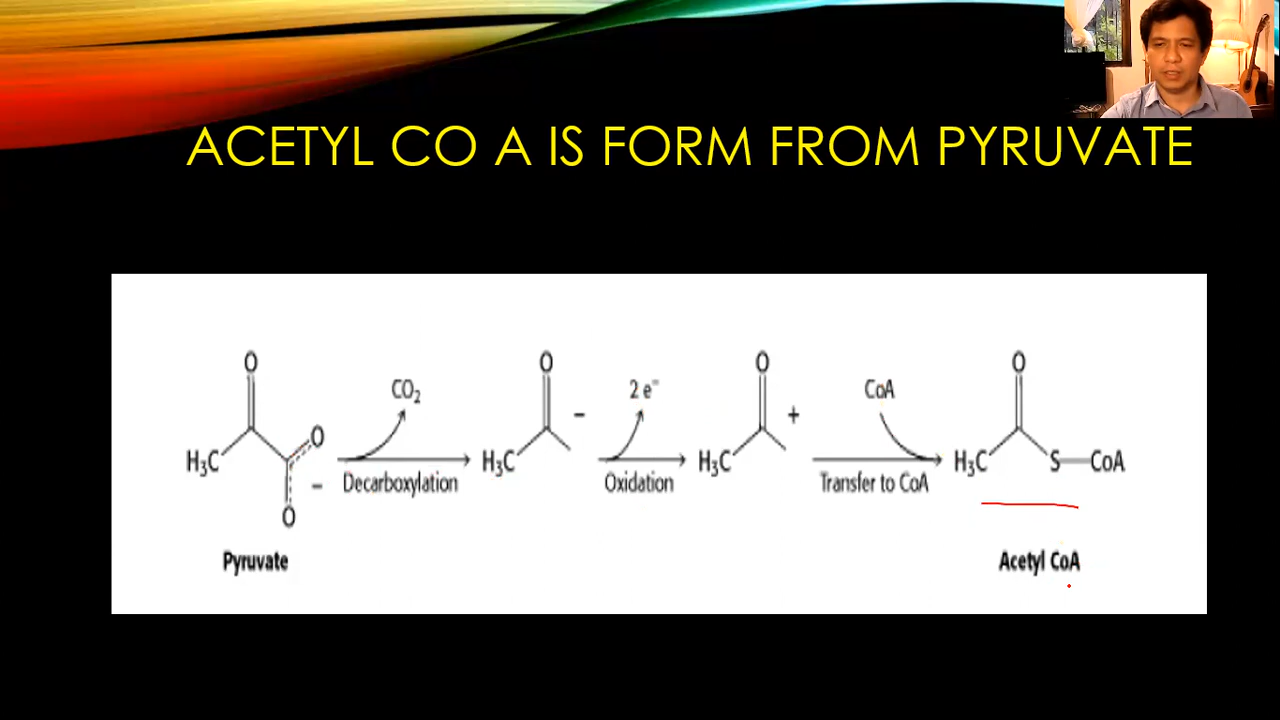 ACETYL CO A IS FORM FROM PYRUVATE
O O O O
CO₂ 2 e⁻ CoA
O − +
H₃C H₃C H₃C H₃C S—CoA
− Decarboxylation Oxidation Transfer to CoA
O
Pyruvate Acetyl CoA